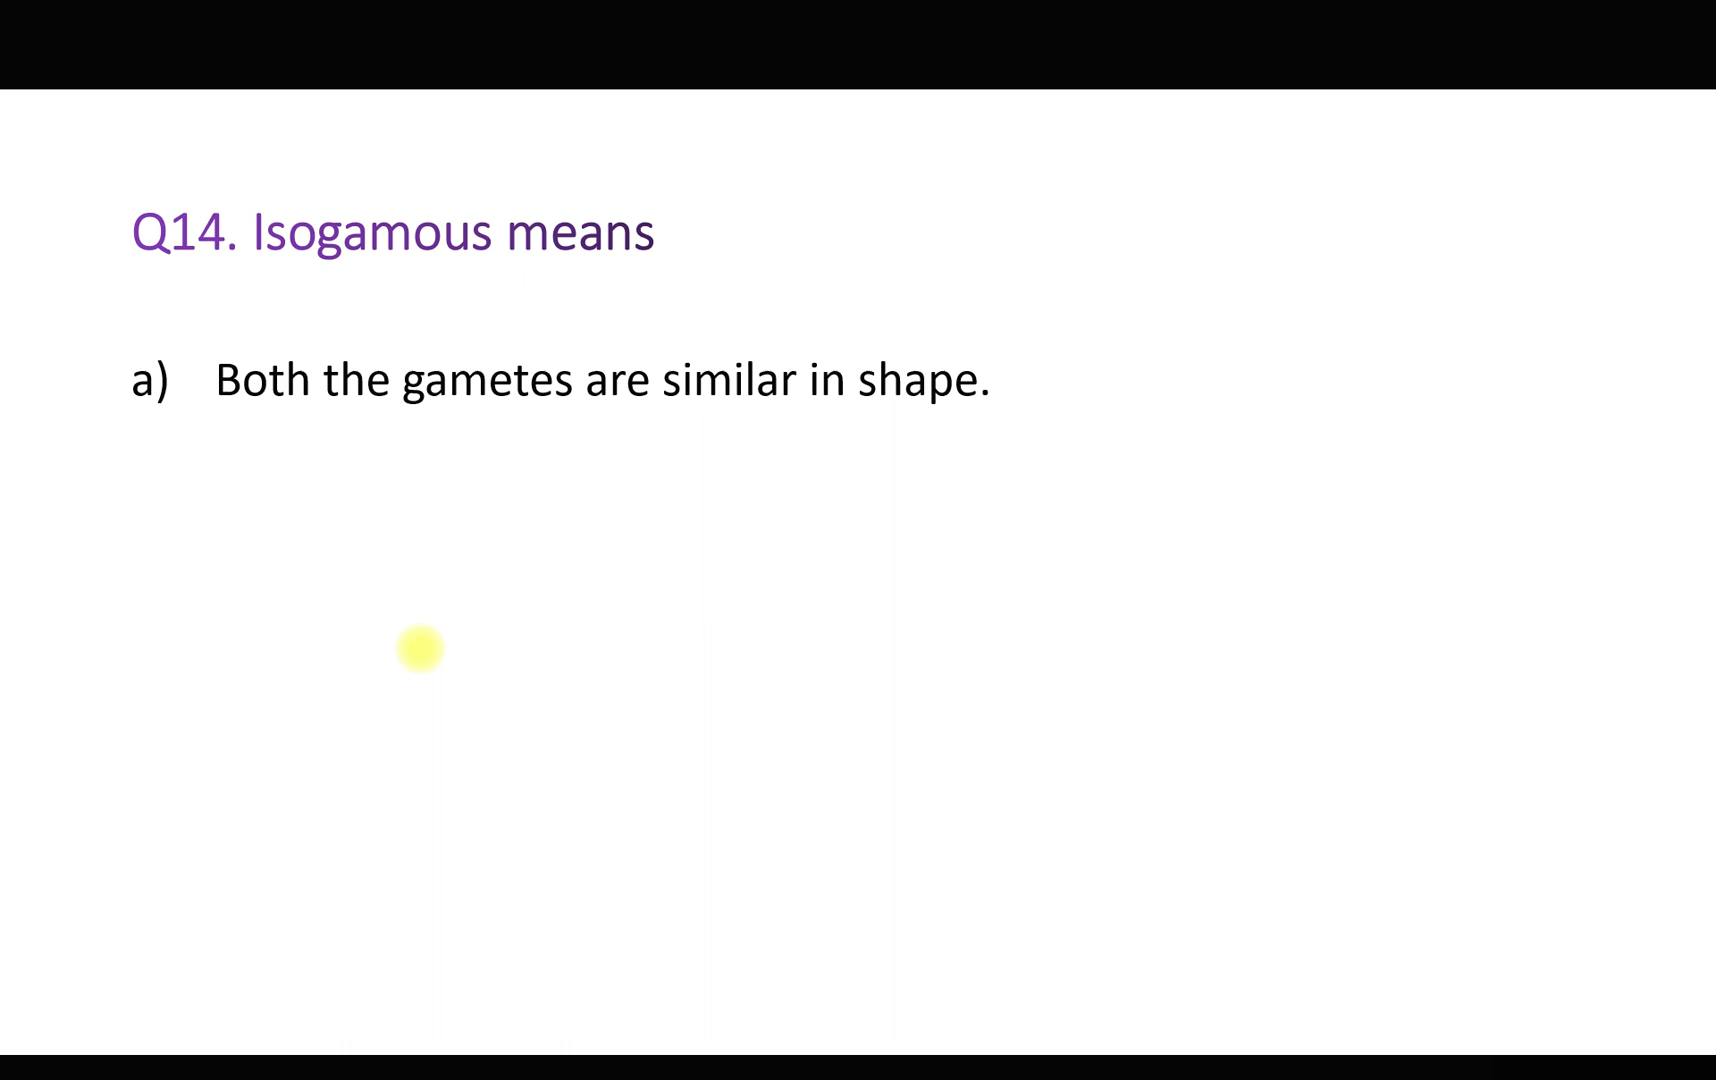 Q14. Isogamous means
a) Both the gametes are similar in shape.